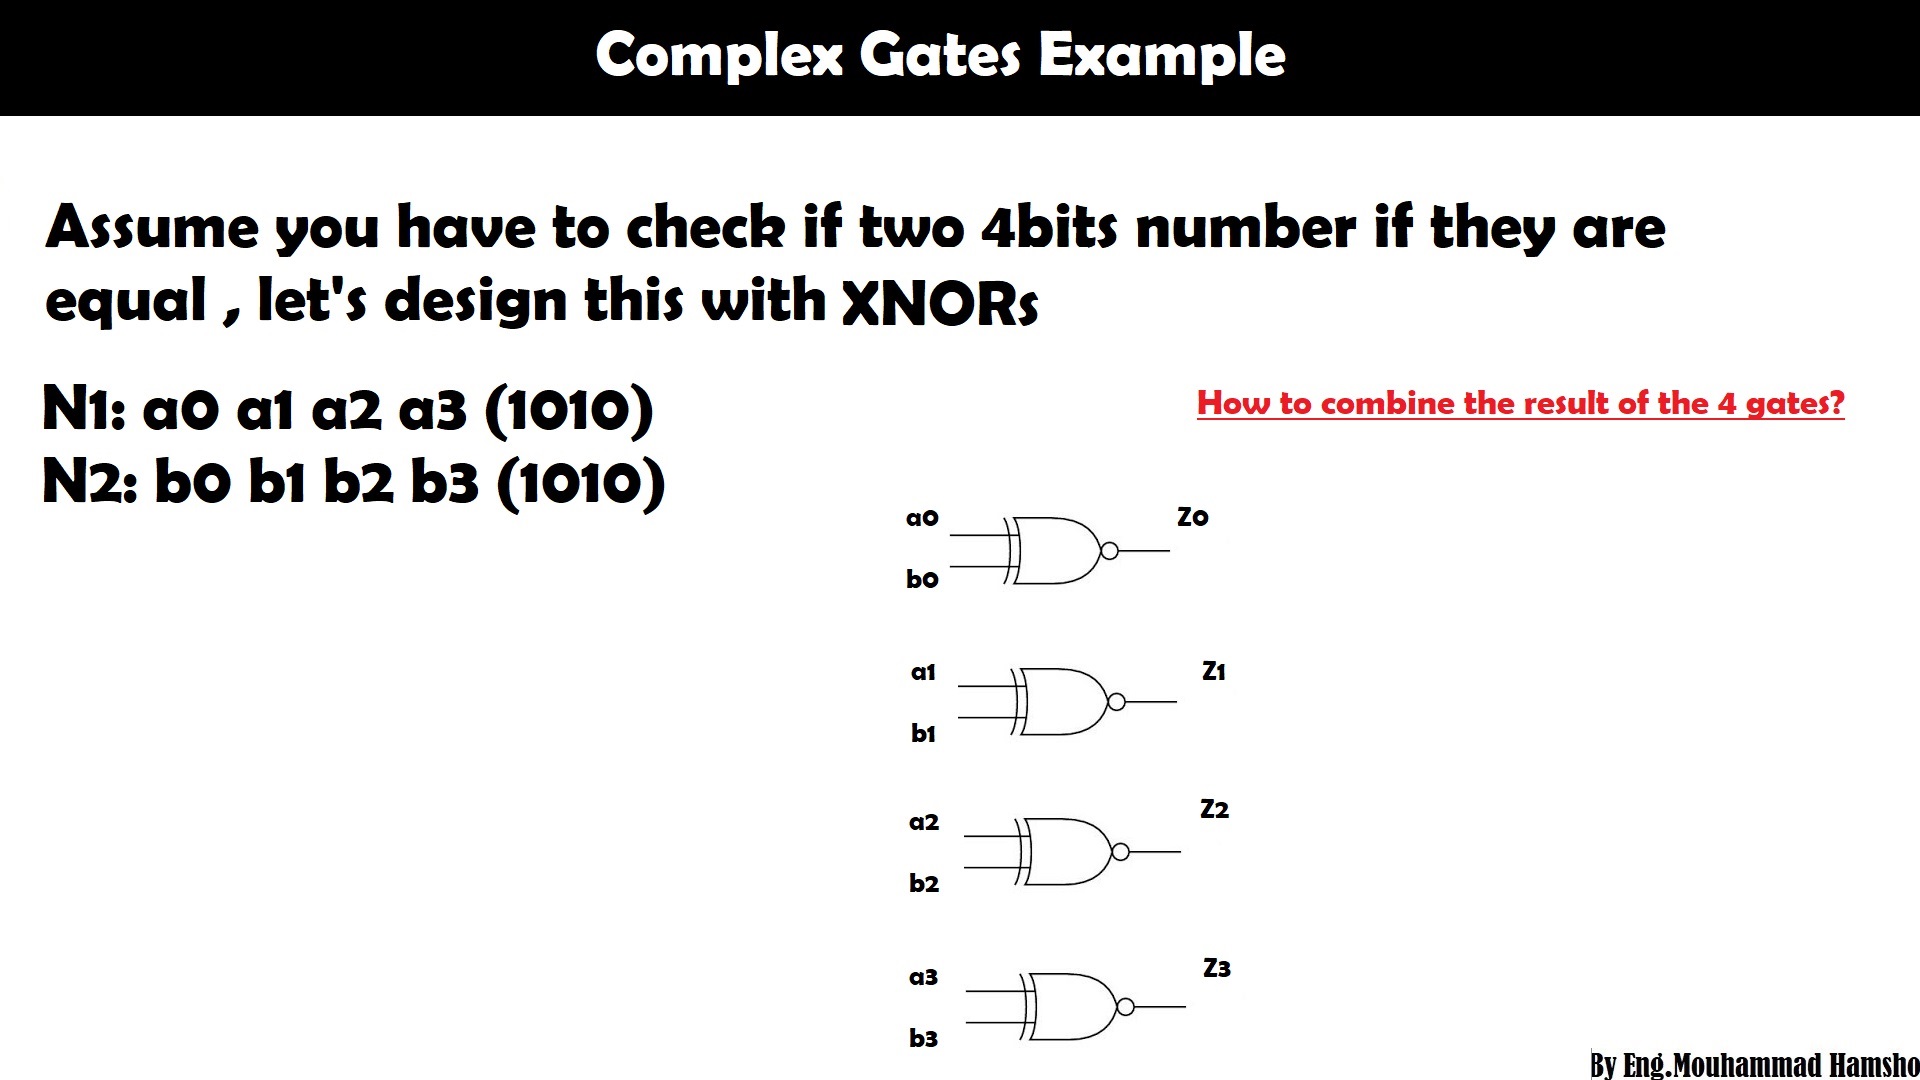 Complex Gates Example
Assume you have to check if two 4bits number if they are
equal , let's design this with XNORs
N1: a0 a1 a2 a3 (1010)
N2: b0 b1 b2 b3 (1010)
How to combine the result of the 4 gates?
a0
Z0
b0
a1
Z1
b1
a2
Z2
b2
a3
Z3
b3
By Eng.Mouhammad Hamsho